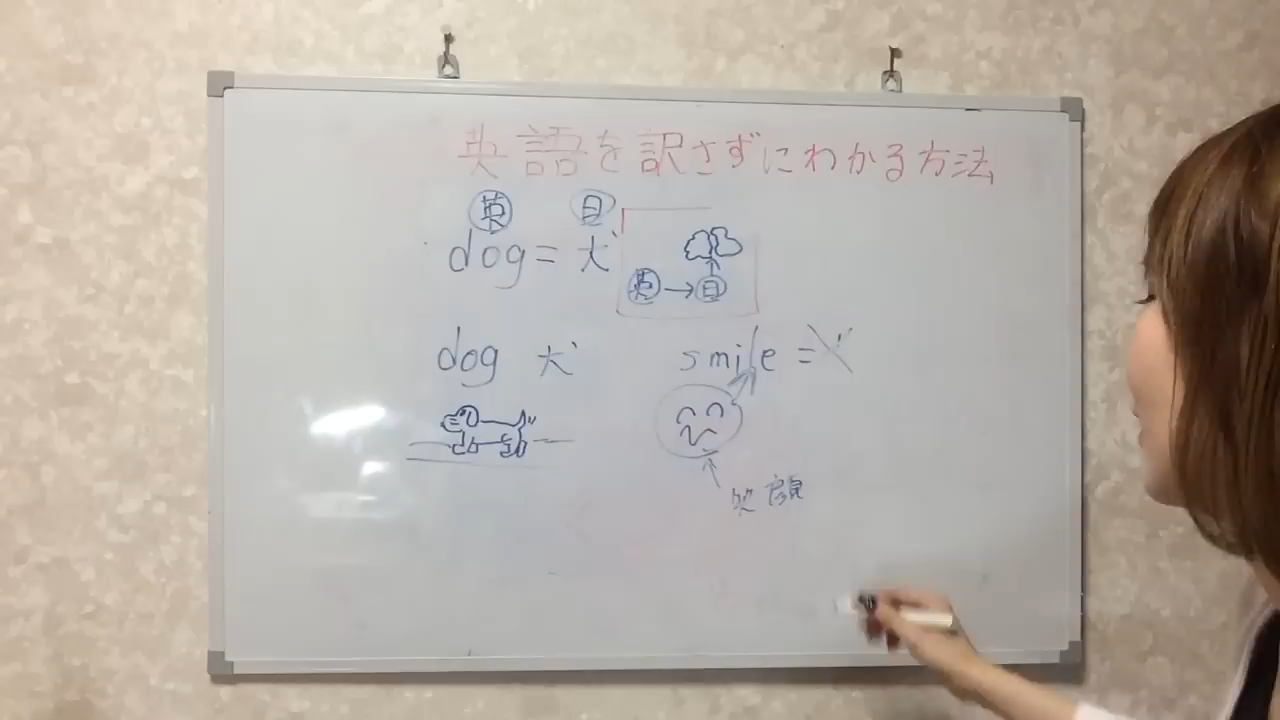 英語を訳さずにわかる方法
英 日
dog = 犬
英 → 日
dog 犬
smile =
笑顔